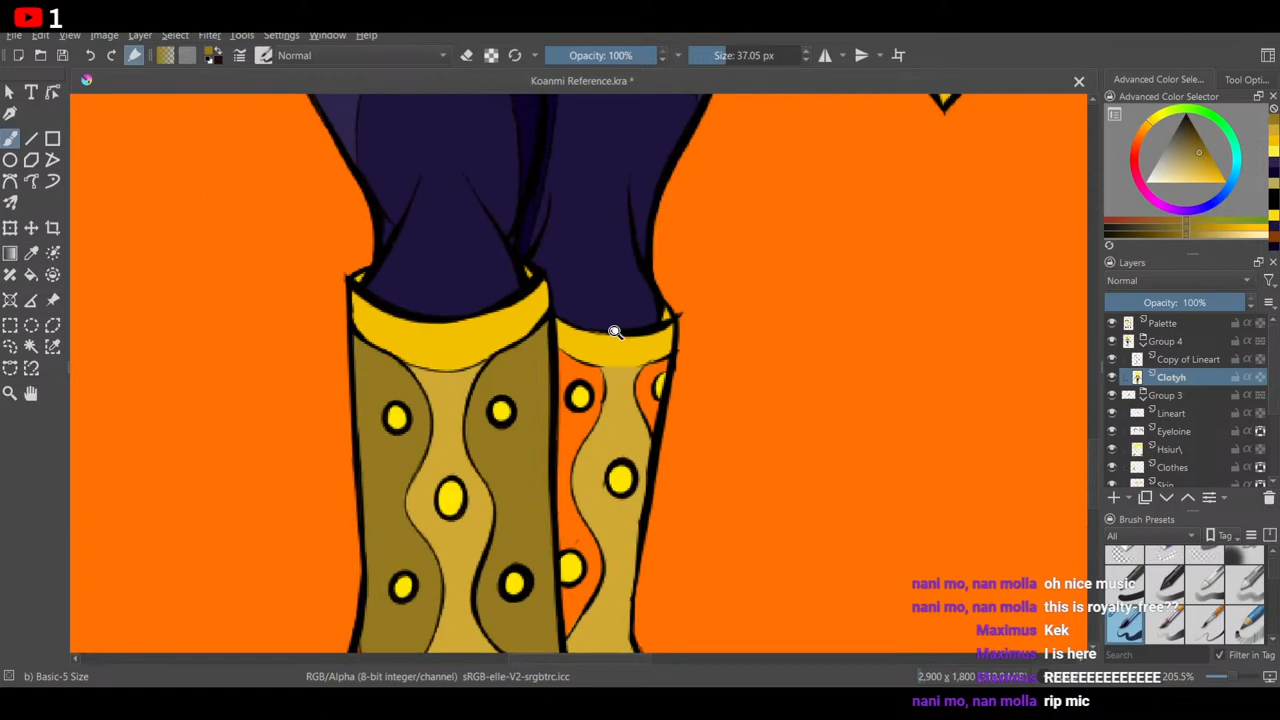 1
File Edit View Image Layer Select Filter Tools Settings Window Help
Normal
Opacity: 100%
Size: 37.05 px
Koanmi Reference.kra *
Advanced Color Sele...
Tool Opti...
Advanced Color Selector
Layers
Normal
Opacity: 100%
Palette
Group 4
Copy of Lineart
Clotyh
Group 3
Lineart
Eyeloine
Hsiur\
Clothes
Skin
Brush Presets
All
Tag
nani mo, nan molla oh nice music
nani mo, nan molla this is royalty-free??
Maximus Kek
Maximus I is here
Maximus REEEEEEEEEEEEE
nani mo, nan molla rip mic
Search
Filter in Tag
b) Basic-5 Size
RGB/Alpha (8-bit integer/channel) sRGB-elle-V2-srgbtrc.icc
2,900 x 1,800
205.5%